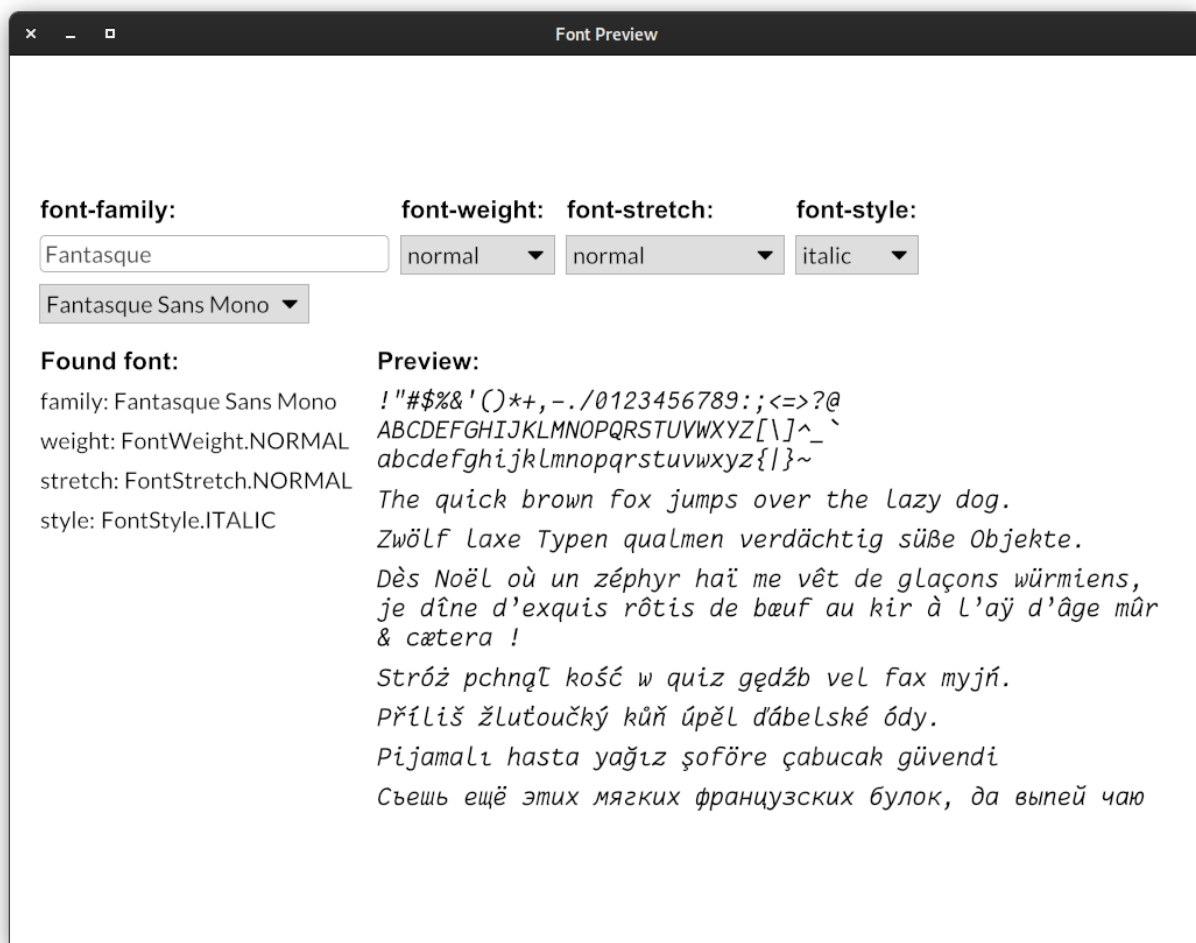 Font Preview
font-family: font-weight: font-stretch: font-style:
Fantasque normal normal italic
Fantasque Sans Mono
Found font:
family: Fantasque Sans Mono
weight: FontWeight.NORMAL
stretch: FontStretch.NORMAL
style: FontStyle.ITALIC
Preview:
!"#$%&'()*+,-./0123456789:;<=>?@
ABCDEFGHIJKLMNOPQRSTUVWXYZ[\]^_`
abcdefghijklmnopqrstuvwxyz{|}~
The quick brown fox jumps over the lazy dog.
Zwölf laxe Typen qualmen verdächtig süße Objekte.
Dès Noël où un zéphyr haï me vêt de glaçons würmiens,
je dîne d’exquis rôtis de bœuf au kir à l’aÿ d’âge mûr
& cætera !
Stróż pchnął kość w quiz gędźb vel fax myjń.
Příliš žluťoučký kůň úpěl ďábelské ódy.
Pijamalı hasta yağız şoföre çabucak güvendi
Съешь ещё этих мягких французских булок, да выпей чаю